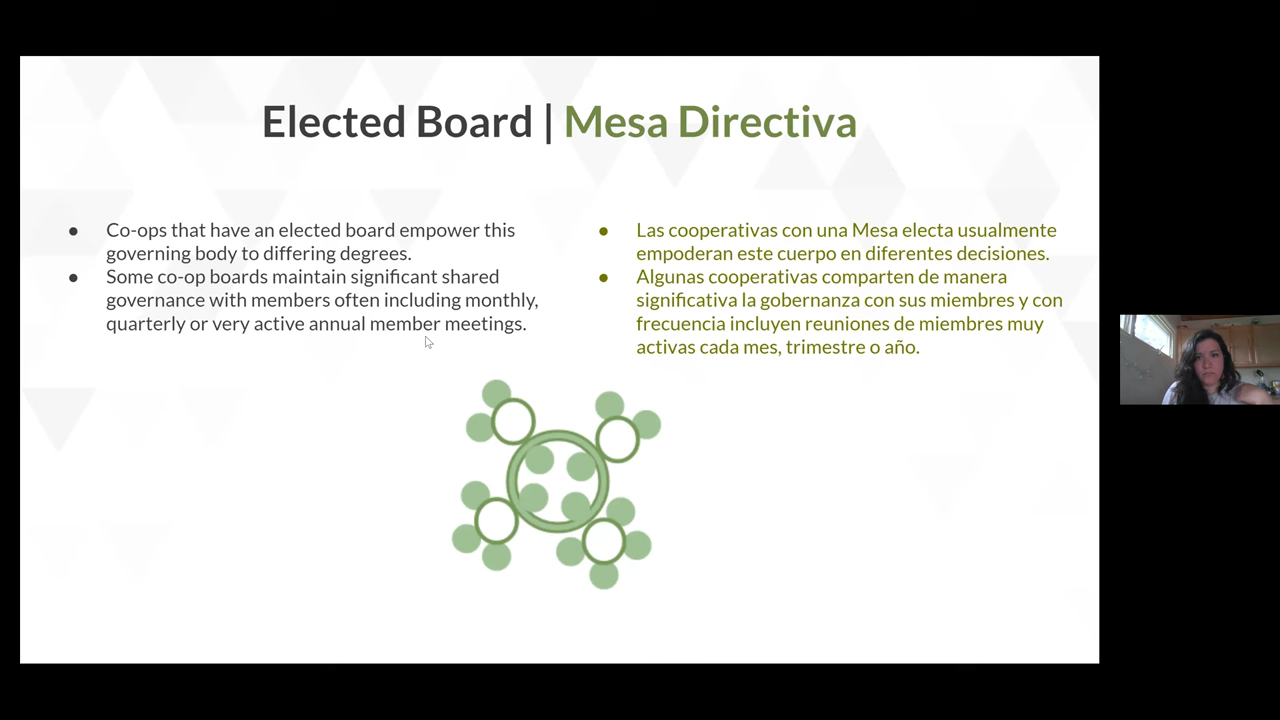 Elected Board | Mesa Directiva
● Co-ops that have an elected board empower this
governing body to differing degrees.
● Some co-op boards maintain significant shared
governance with members often including monthly,
quarterly or very active annual member meetings.
● Las cooperativas con una Mesa electa usualmente
empoderan este cuerpo en diferentes decisiones.
● Algunas cooperativas comparten de manera
significativa la gobernanza con sus miembros y con
frecuencia incluyen reuniones de miembros muy
activas cada mes, trimestre o año.